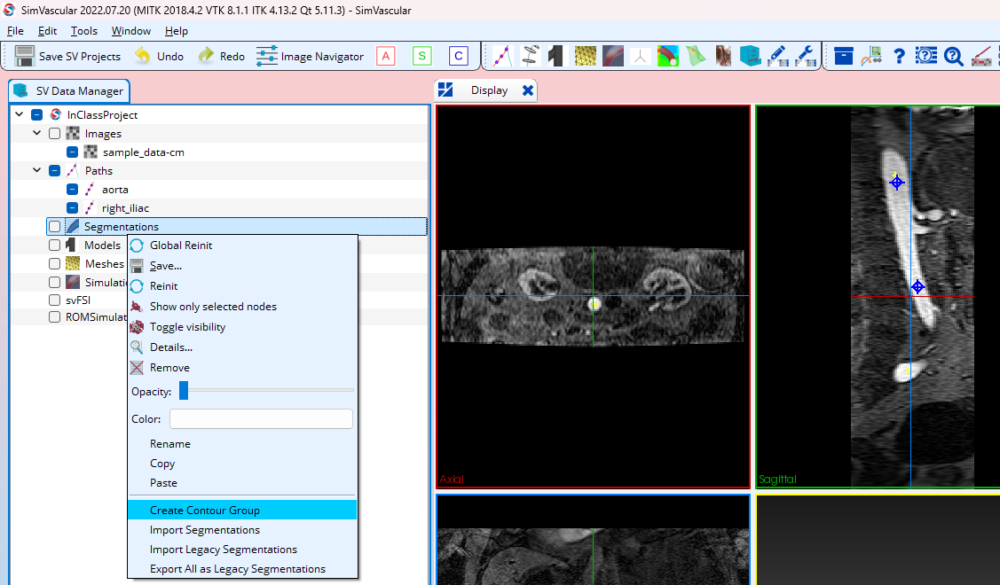 SimVascular 2022.07.20 (MITK 2018.4.2 VTK 8.1.1 ITK 4.13.2 Qt 5.11.3) - SimVascular
File Edit Tools Window Help
Save SV Projects Undo Redo Image Navigator A S C
SV Data Manager
Display
InClassProject
Images
sample_data-cm
Paths
aorta
right_iliac
Segmentations
Models
Meshes
Simulatio
svFSI
ROMSimulat
Global Reinit
Save...
Reinit
Show only selected nodes
Toggle visibility
Details...
Remove
Opacity:
Color:
Rename
Copy
Paste
Create Contour Group
Import Segmentations
Import Legacy Segmentations
Export All as Legacy Segmentations
Axial
Sagittal